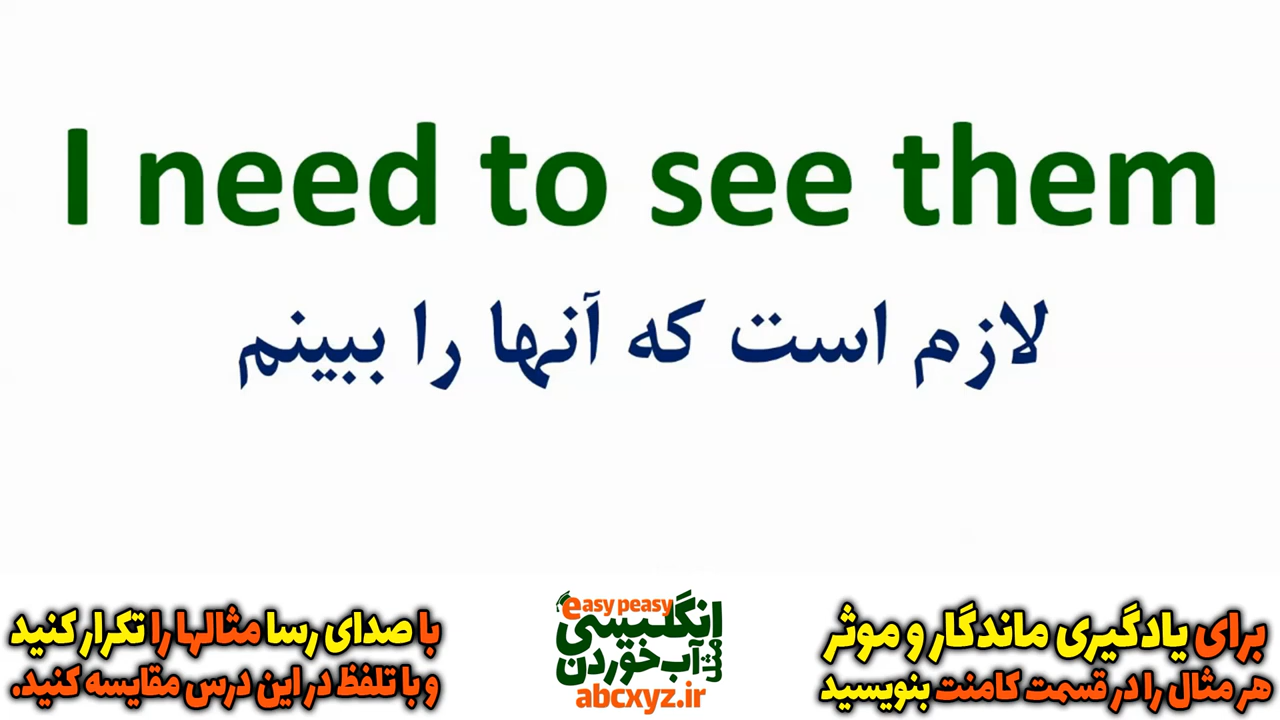 I need to see them
لازم است که آنها را ببینم
برای یادگیری ماندگار و موثر
هر مثال را در قسمت کامنت بنویسید
easy peasy
انگلیسی
مثل آب خوردن
abcxyz.ir
با صدای رسا مثالها را تکرار کنید
و با تلفظ در این درس مقایسه کنید.